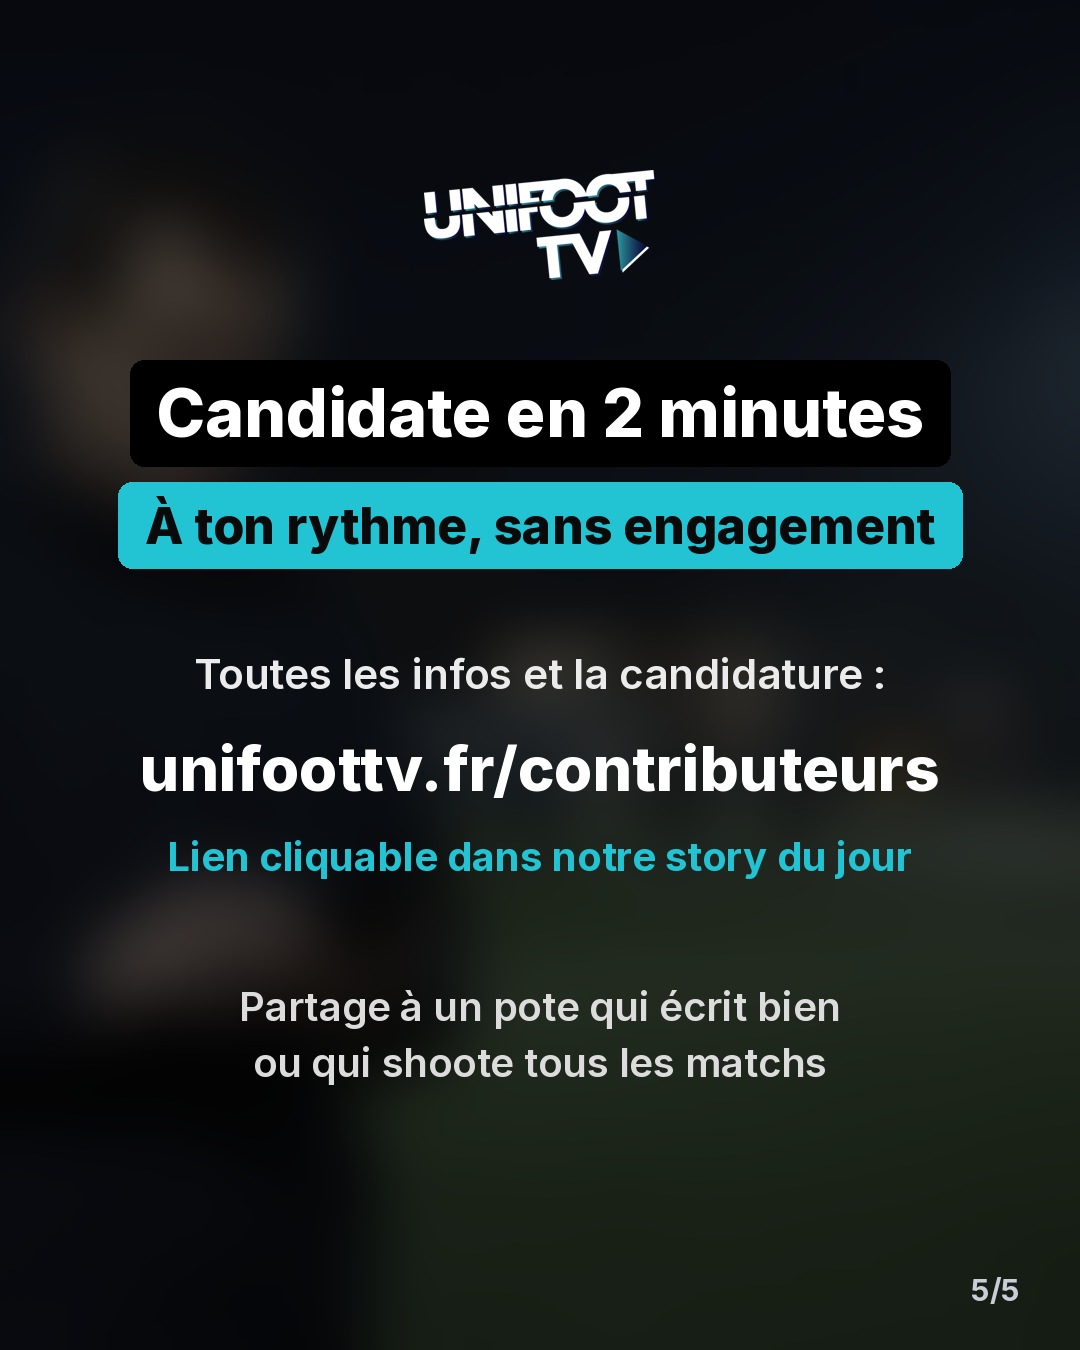 UNIFOOT
TV
Candidate en 2 minutes
À ton rythme, sans engagement
Toutes les infos et la candidature :
unifoottv.fr/contributeurs
Lien cliquable dans notre story du jour
Partage à un pote qui écrit bien
ou qui shoote tous les matchs
5/5